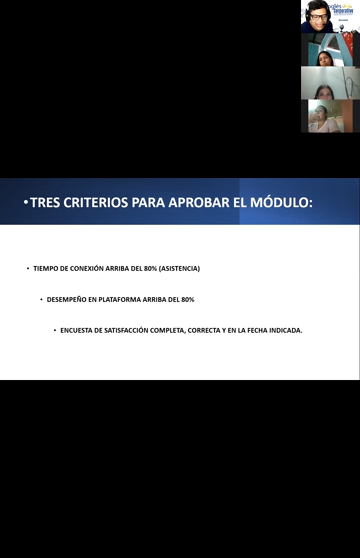 Corporativo
•TRES CRITERIOS PARA APROBAR EL MÓDULO:
• TIEMPO DE CONEXIÓN ARRIBA DEL 80% (ASISTENCIA)
• DESEMPEÑO EN PLATAFORMA ARRIBA DEL 80%
• ENCUESTA DE SATISFACCIÓN COMPLETA, CORRECTA Y EN LA FECHA INDICADA.